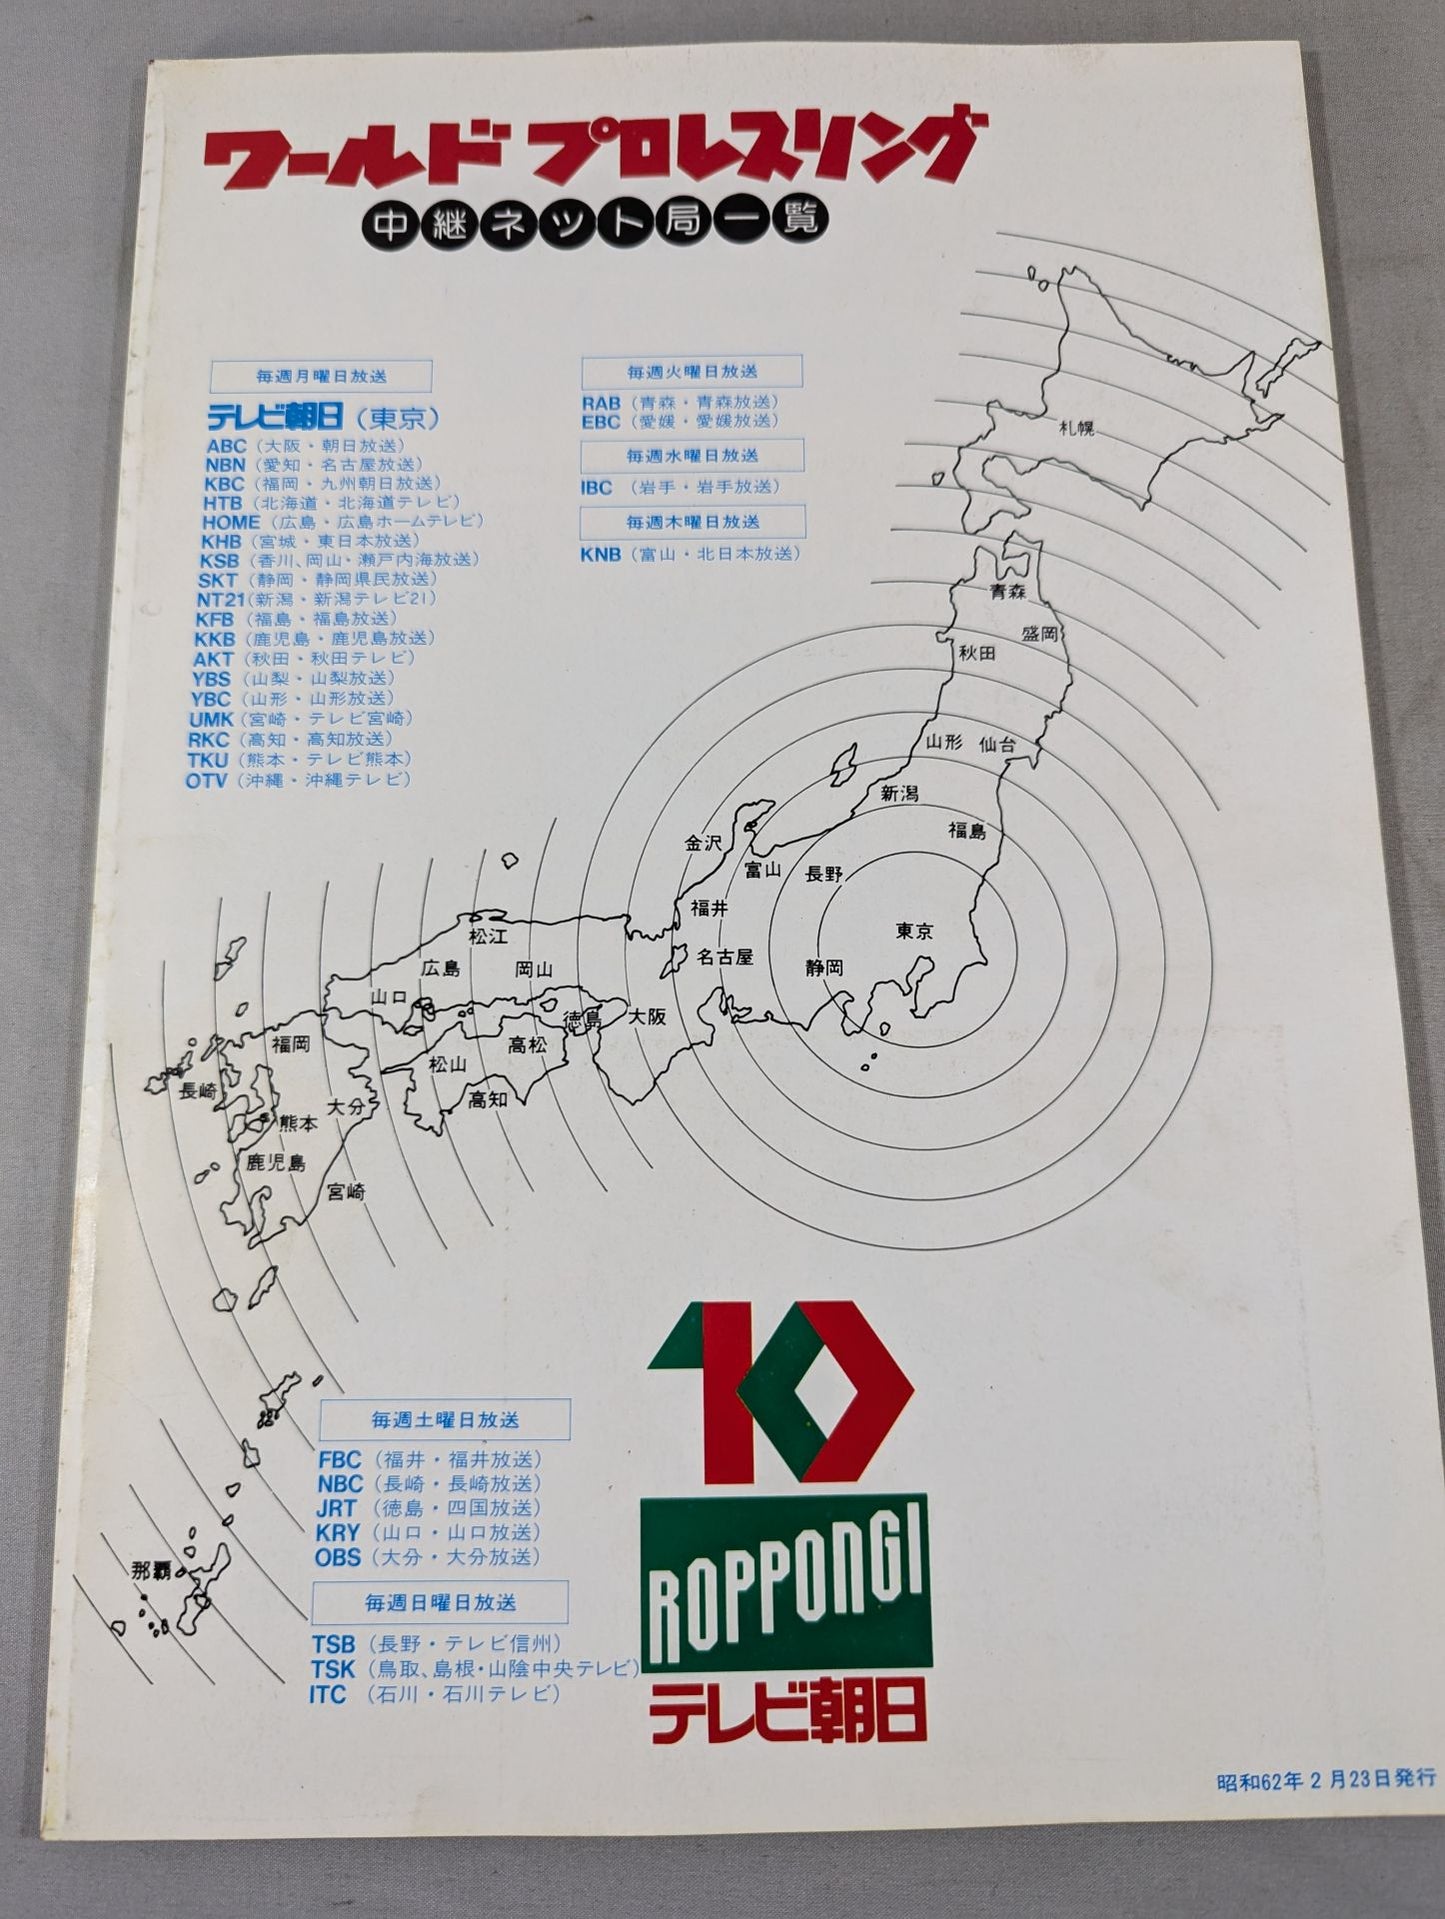 ワールドプロレスリング
中継ネット局一覧
毎週月曜日放送
テレビ朝日（東京）
ABC（大阪・朝日放送）
NBN（愛知・名古屋放送）
KBC（福岡・九州朝日放送）
HTB（北海道・北海道テレビ）
HOME（広島・広島ホームテレビ）
KHB（宮城・東日本放送）
KSB（香川、岡山・瀬戸内海放送）
SKT（静岡・静岡県民放送）
NT21（新潟・新潟テレビ21）
KFB（福島・福島放送）
KKB（鹿児島・鹿児島放送）
AKT（秋田・秋田テレビ）
YBS（山梨・山梨放送）
YBC（山形・山形放送）
UMK（宮崎・テレビ宮崎）
RKC（高知・高知放送）
TKU（熊本・テレビ熊本）
OTV（沖縄・沖縄テレビ）
毎週火曜日放送
RAB（青森・青森放送）
EBC（愛媛・愛媛放送）
毎週水曜日放送
IBC（岩手・岩手放送）
毎週木曜日放送
KNB（富山・北日本放送）
札幌
青森
盛岡
秋田
山形 仙台
新潟
福島
金沢
富山 長野
福井
東京
名古屋
静岡
松江
広島 岡山
山口
徳島 大阪
福岡
高松
松山
長崎
高知
大分
熊本
鹿児島
宮崎
那覇
毎週土曜日放送
FBC（福井・福井放送）
NBC（長崎・長崎放送）
JRT（徳島・四国放送）
KRY（山口・山口放送）
OBS（大分・大分放送）
毎週日曜日放送
TSB（長野・テレビ信州）
TSK（鳥取、島根・山陰中央テレビ）
ITC（石川・石川テレビ）
10
ROPPONGI
テレビ朝日
昭和62年2月23日発行